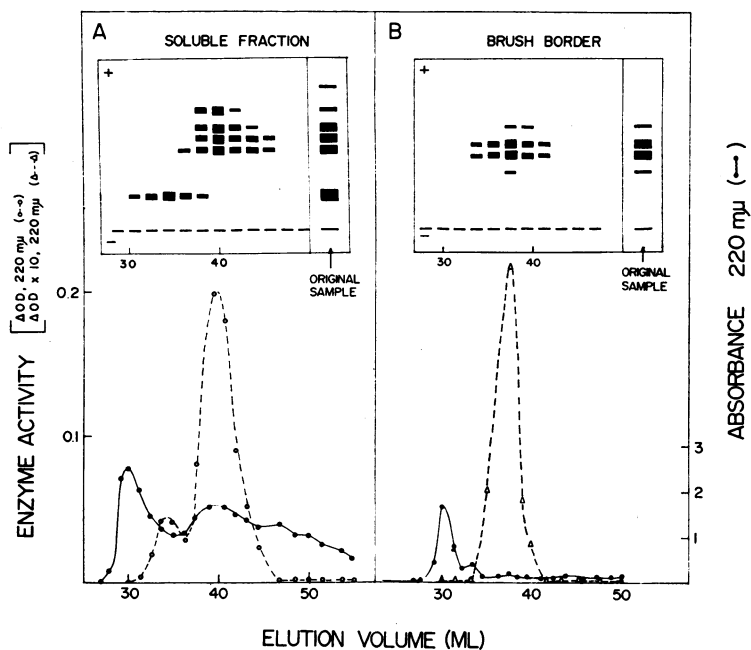 A
SOLUBLE FRACTION
B
BRUSH BORDER
+
+
−
−
30
40
30
40
ORIGINAL
SAMPLE
ORIGINAL
SAMPLE
ENZYME ACTIVITY
ΔOD, 220 mμ (o-o)
ΔOD x 10, 220 mμ (Δ--Δ)
0.2
0.1
ABSORBANCE 220 mμ (•—•)
3
2
1
30
40
50
30
40
50
ELUTION VOLUME (ML)